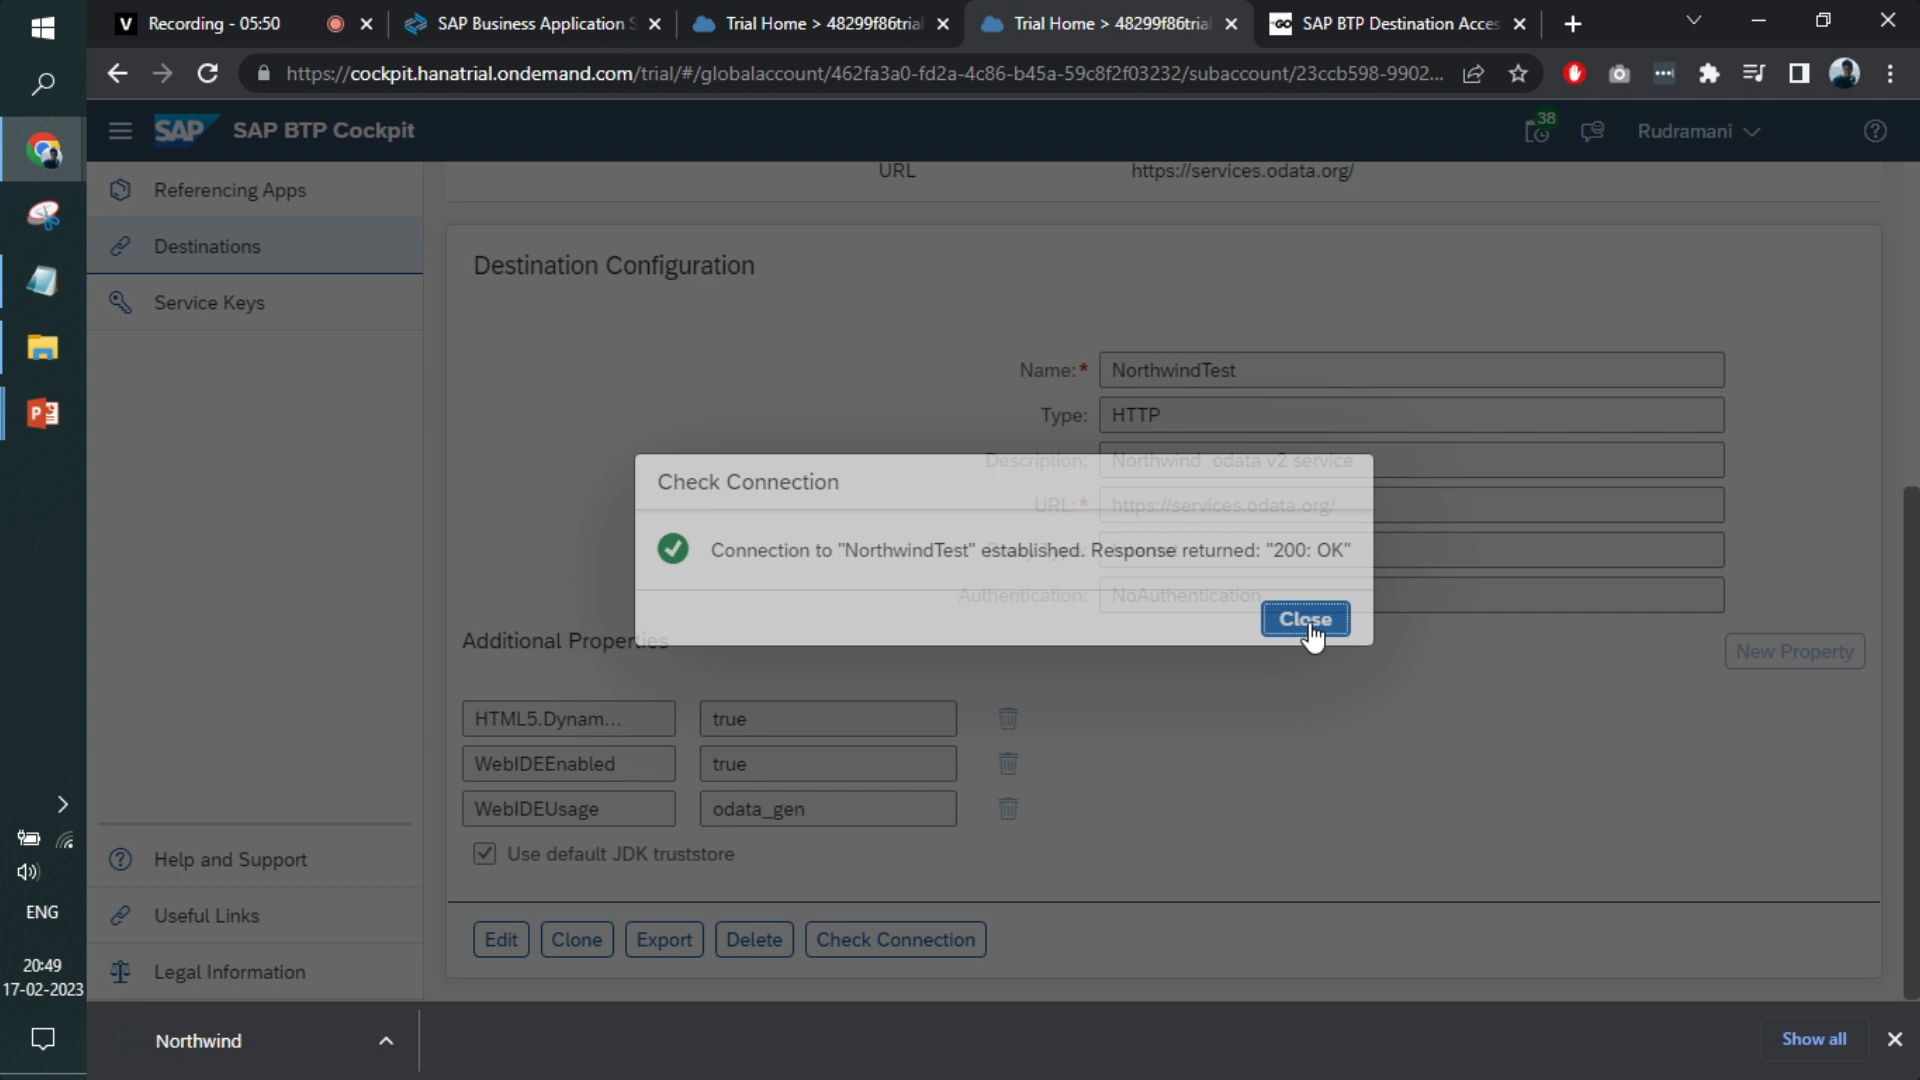 Recording - 05:50
SAP Business Application S
Trial Home > 48299f86trial
Trial Home > 48299f86trial
SAP BTP Destination Acces
https://cockpit.hanatrial.ondemand.com/trial/#/globalaccount/462fa3a0-fd2a-4c86-b45a-59c8f2f03232/subaccount/23ccb598-9902...
SAP
SAP BTP Cockpit
38
Rudramani
Referencing Apps
Destinations
Service Keys
URL
https://services.odata.org/
Destination Configuration
Name:* NorthwindTest
Type: HTTP
Description: Northwind odata v2 service
URL:* https://services.odata.org/
Authentication: NoAuthentication
Check Connection
Connection to "NorthwindTest" established. Response returned: "200: OK"
Close
Additional Properties
New Property
HTML5.Dynam... true
WebIDEEnabled true
WebIDEUsage odata_gen
Use default JDK truststore
Edit Clone Export Delete Check Connection
Help and Support
Useful Links
Legal Information
ENG
20:49
17-02-2023
Northwind
Show all